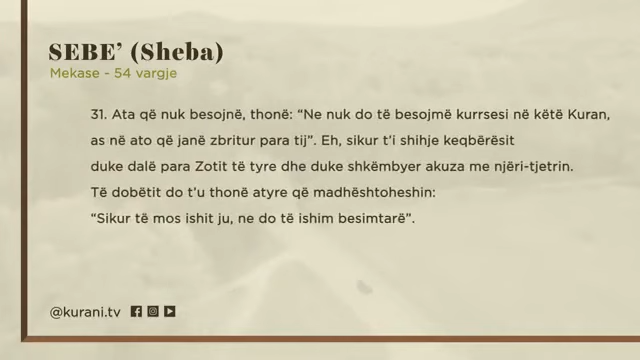 SEBE’ (Sheba)
Mekase - 54 vargje
31. Ata që nuk besojnë, thonë: “Ne nuk do të besojmë kurrsesi në këtë Kuran,
as në ato që janë zbritur para tij”. Eh, sikur t’i shihje keqbërësit
duke dalë para Zotit të tyre dhe duke shkëmbyer akuza me njëri-tjetrin.
Të dobëtit do t’u thonë atyre që madhështoheshin:
“Sikur të mos ishit ju, ne do të ishim besimtarë”.
@kurani.tv